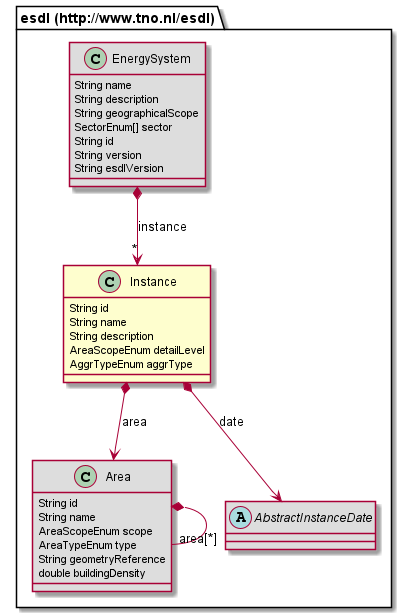 esdl (http://www.tno.nl/esdl)
C EnergySystem
String name
String description
String geographicalScope
SectorEnum[] sector
String id
String version
String esdlVersion
instance
*
C Instance
String id
String name
String description
AreaScopeEnum detailLevel
AggrTypeEnum aggrType
area
date
C Area
String id
String name
AreaScopeEnum scope
AreaTypeEnum type
String geometryReference
double buildingDensity
area[*]
A AbstractInstanceDate